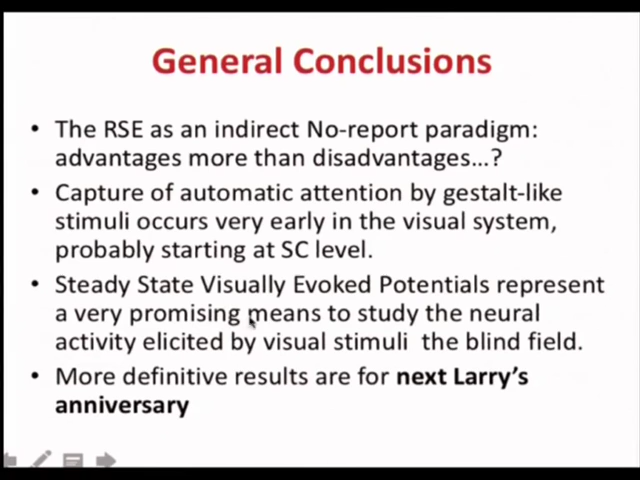 General Conclusions
• The RSE as an indirect No-report paradigm:
advantages more than disadvantages...?
• Capture of automatic attention by gestalt-like
stimuli occurs very early in the visual system,
probably starting at SC level.
• Steady State Visually Evoked Potentials represent
a very promising means to study the neural
activity elicited by visual stimuli  the blind field.
• More definitive results are for next Larry's
anniversary